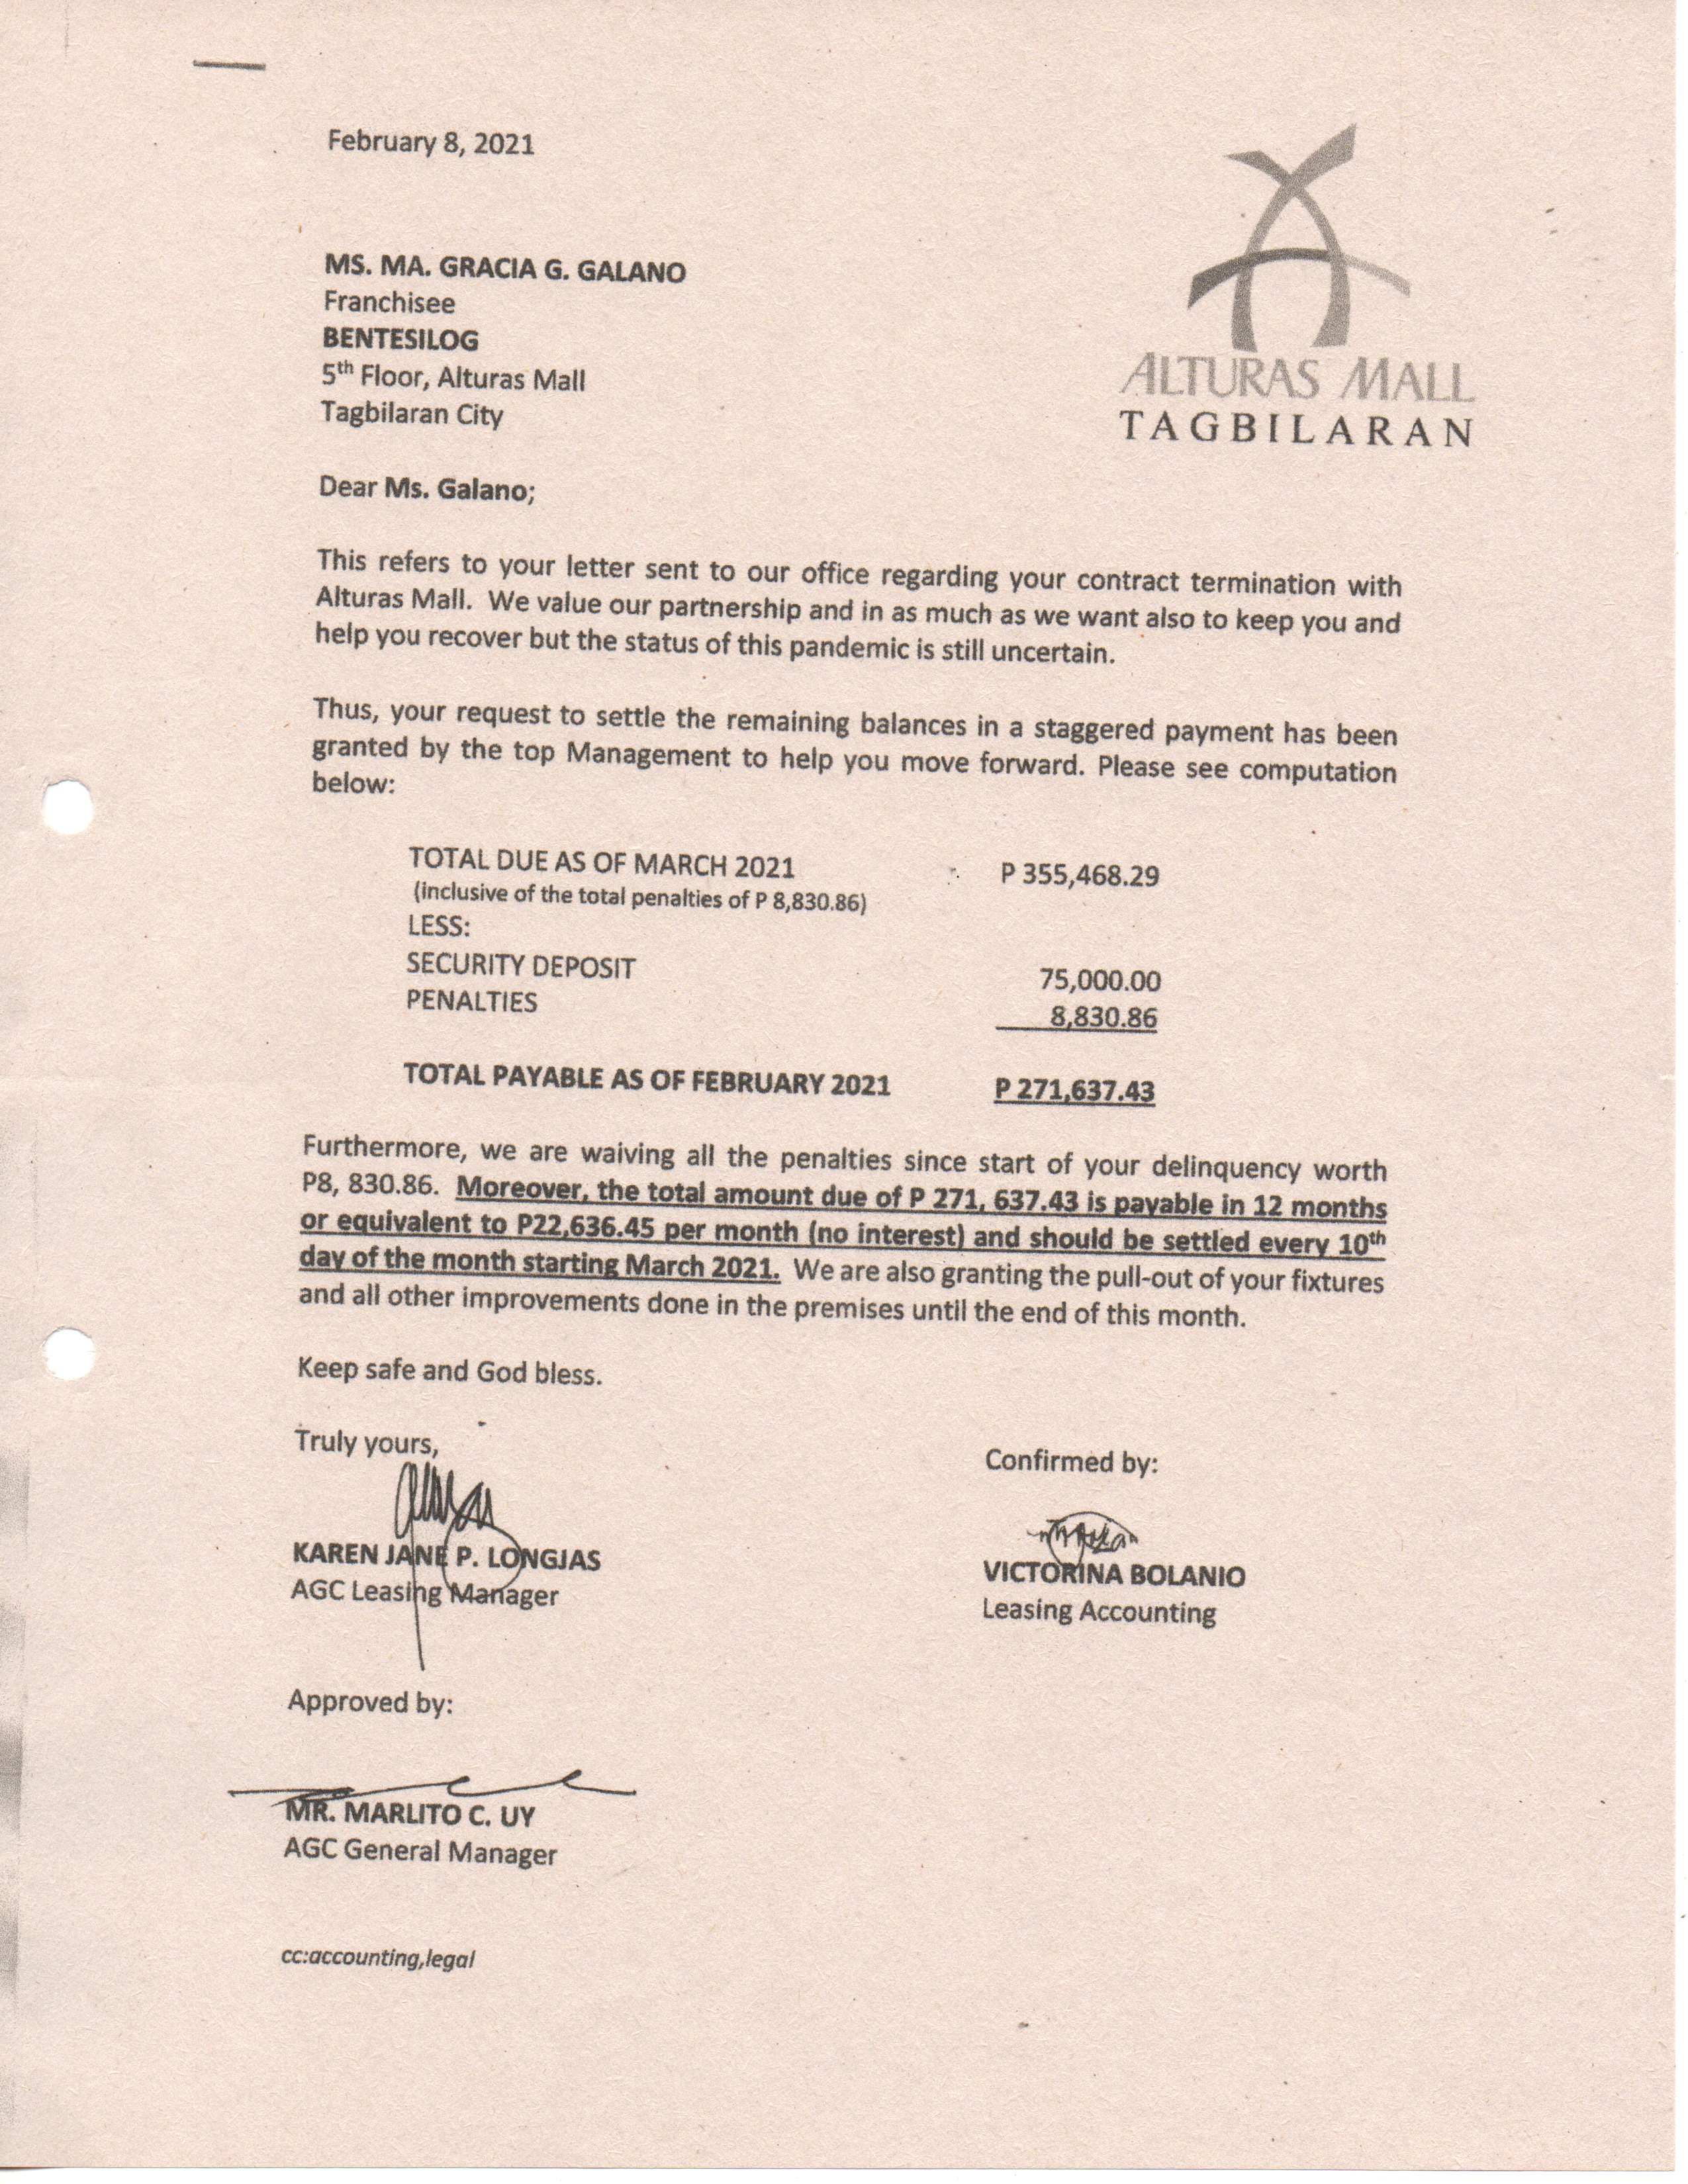 February 8, 2021
ALTURAS MALL
TAGBILARAN
MS. MA. GRACIA G. GALANO
Franchisee
BENTESILOG
5th Floor, Alturas Mall
Tagbilaran City
Dear Ms. Galano;
This refers to your letter sent to our office regarding your contract termination with
Alturas Mall. We value our partnership and in as much as we want also to keep you and
help you recover but the status of this pandemic is still uncertain.
Thus, your request to settle the remaining balances in a staggered payment has been
granted by the top Management to help you move forward. Please see computation
below:
TOTAL DUE AS OF MARCH 2021 P 355,468.29
(inclusive of the total penalties of P 8,830.86)
LESS:
SECURITY DEPOSIT 75,000.00
PENALTIES 8,830.86
TOTAL PAYABLE AS OF FEBRUARY 2021 P 271,637.43
Furthermore, we are waiving all the penalties since start of your delinquency worth
P8, 830.86. Moreover, the total amount due of P 271, 637.43 is payable in 12 months
or equivalent to P22,636.45 per month (no interest) and should be settled every 10th
day of the month starting March 2021. We are also granting the pull-out of your fixtures
and all other improvements done in the premises until the end of this month.
Keep safe and God bless.
Truly yours,
Confirmed by:
KAREN JANE P. LONGJAS
AGC Leasing Manager
VICTORINA BOLANIO
Leasing Accounting
Approved by:
MR. MARLITO C. UY
AGC General Manager
cc:accounting,legal